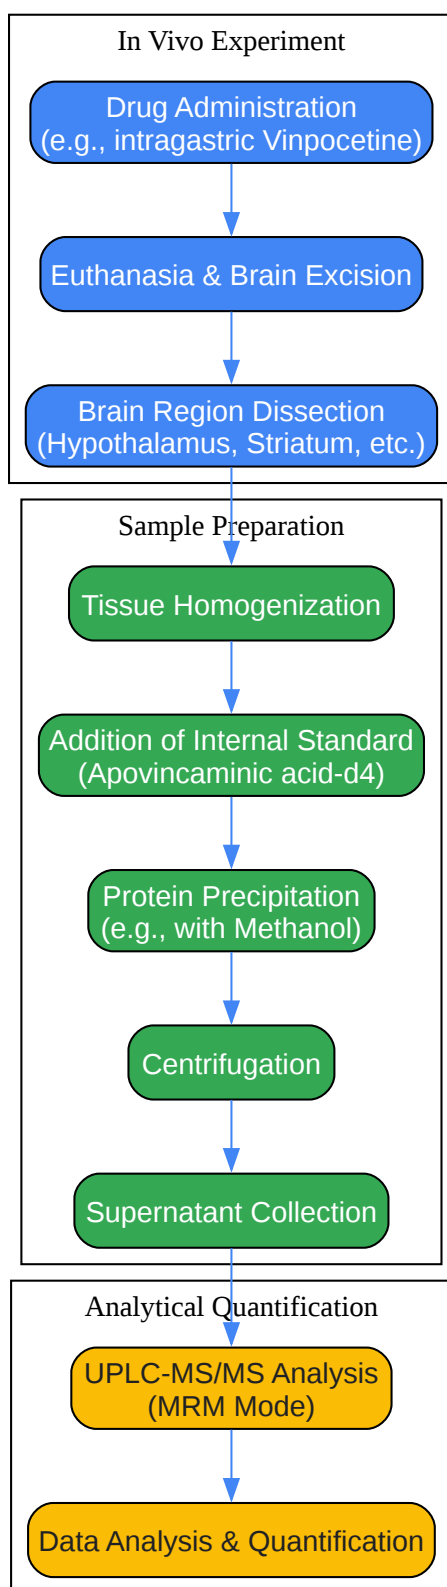 In Vivo Experiment
Drug Administration
(e.g., intragastric Vinpocetine)
Euthanasia & Brain Excision
Brain Region Dissection
(Hypothalamus, Striatum, etc.)
Sample Preparation
Tissue Homogenization
Addition of Internal Standard
(Apovincaminic acid-d4)
Protein Precipitation
(e.g., with Methanol)
Centrifugation
Supernatant Collection
Analytical Quantification
UPLC-MS/MS Analysis
(MRM Mode)
Data Analysis & Quantification